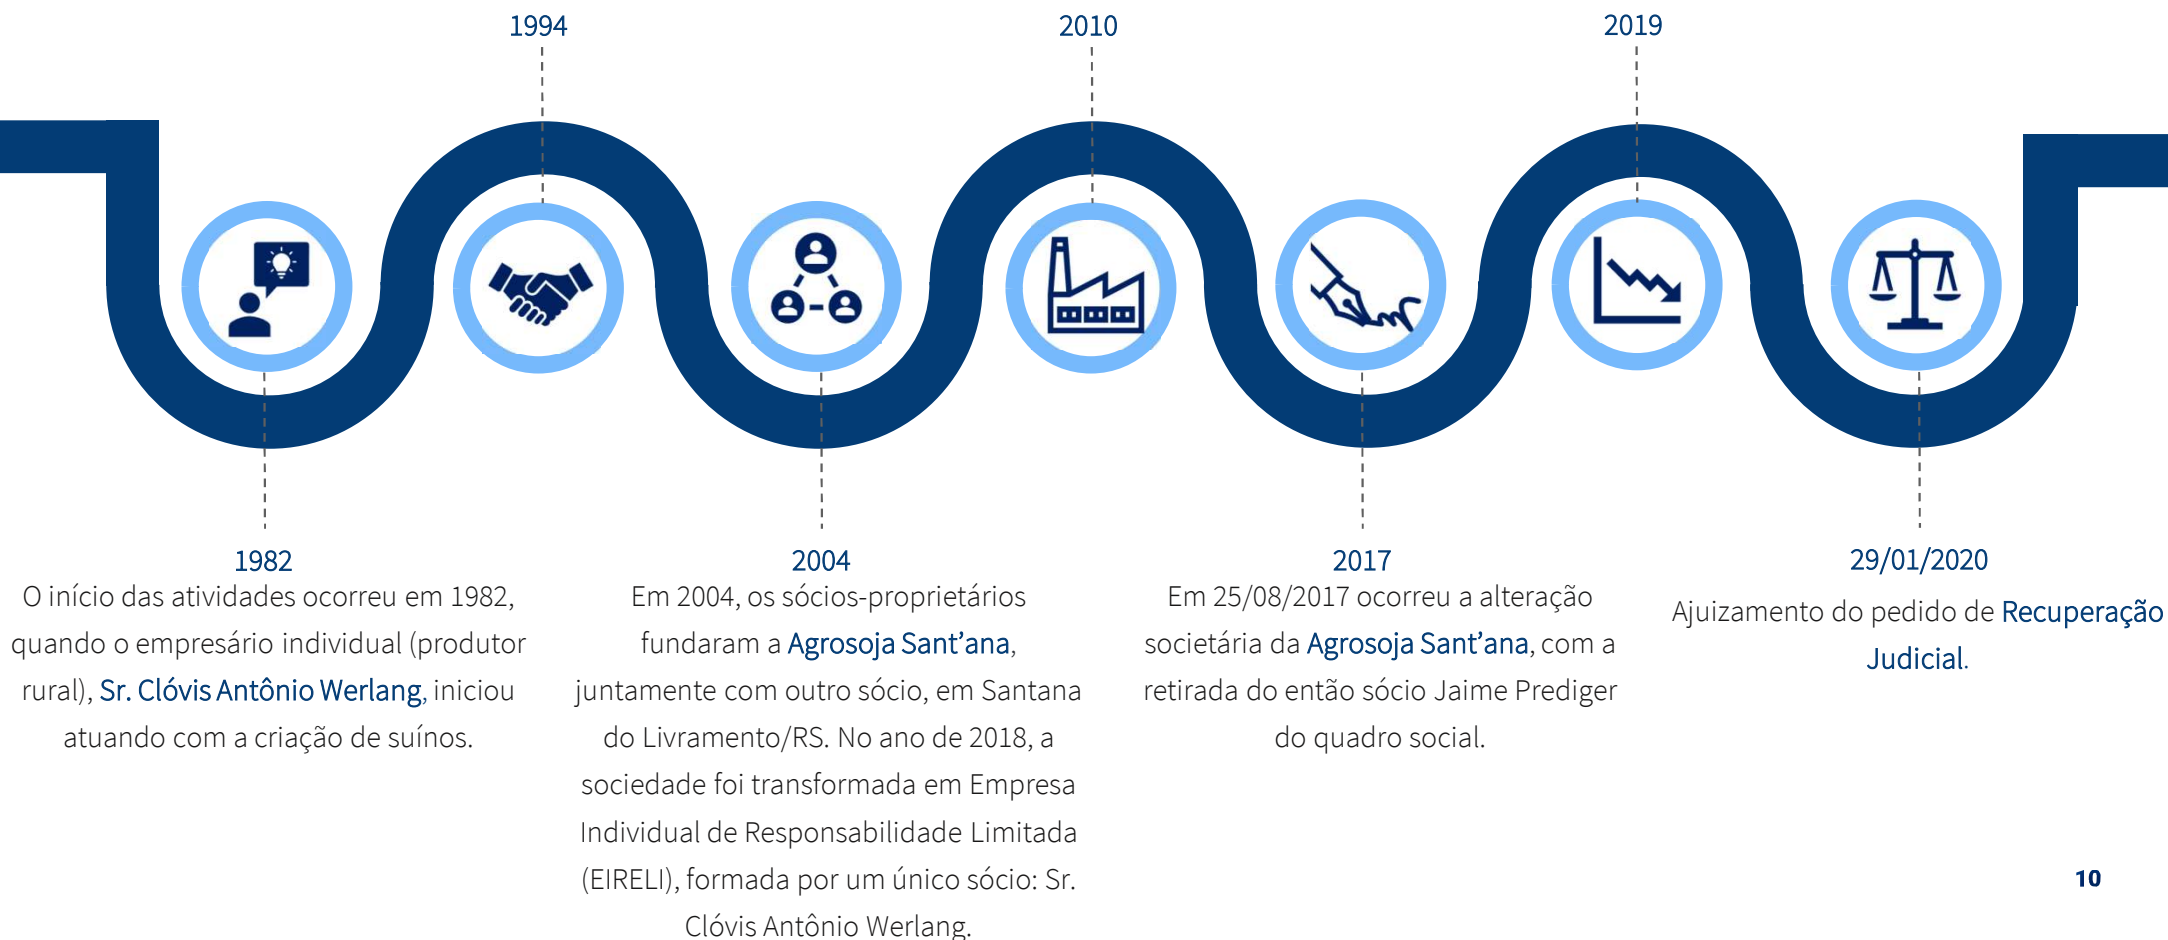 1994
2010
2019
1982
O início das atividades ocorreu em 1982,
quando o empresário individual (produtor
rural), Sr. Clóvis Antônio Werlang, iniciou
atuando com a criação de suínos.
2004
Em 2004, os sócios-proprietários
fundaram a Agrosoja Sant’ana,
juntamente com outro sócio, em Santana
do Livramento/RS. No ano de 2018, a
sociedade foi transformada em Empresa
Individual de Responsabilidade Limitada
(EIRELI), formada por um único sócio: Sr.
Clóvis Antônio Werlang.
2017
Em 25/08/2017 ocorreu a alteração
societária da Agrosoja Sant’ana, com a
retirada do então sócio Jaime Prediger
do quadro social.
29/01/2020
Ajuizamento do pedido de Recuperação
Judicial.
10